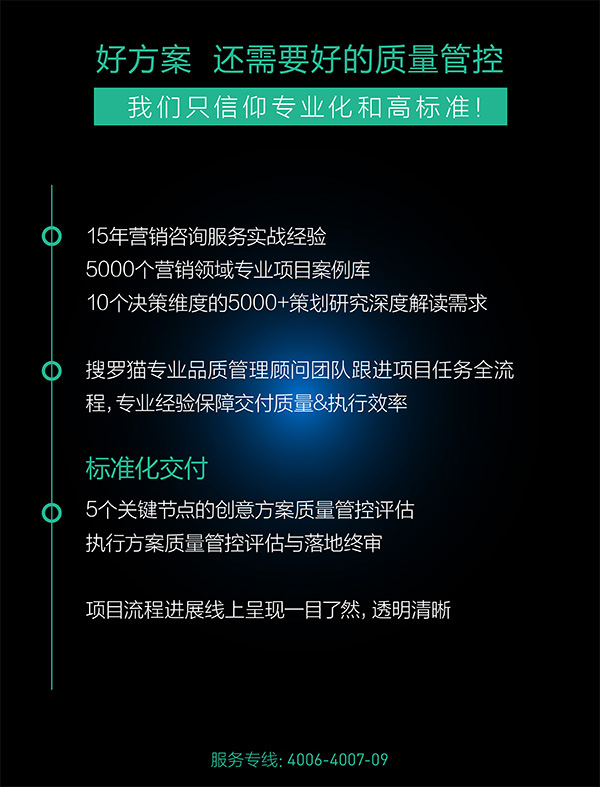 好方案 还需要好的质量管控
我们只信仰专业化和高标准！
15年营销咨询服务实战经验
5000个营销领域专业项目案例库
10个决策维度的5000+策划研究深度解读需求
搜罗猫专业品质管理顾问团队跟进项目任务全流
程，专业经验保障交付质量&执行效率
标准化交付
5个关键节点的创意方案质量管控评估
执行方案质量管控评估与落地终审
项目流程进展线上呈现一目了然，透明清晰
服务专线：4006-4007-09